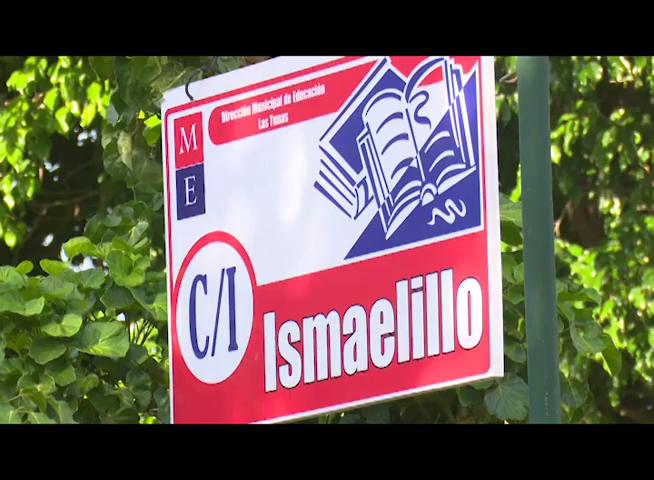 Dirección Municipal de Educación
Las Tunas
M
E
C/I
Ismaelillo